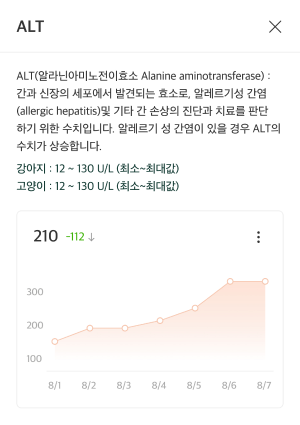 ALT
ALT(알라닌아미노전이효소 Alanine aminotransferase) :
간과 신장의 세포에서 발견되는 효소로, 알레르기성 간염
(allergic hepatitis)및 기타 간 손상의 진단과 치료를 판단
하기 위한 수치입니다. 알레르기 성 간염이 있을 경우 ALT의
수치가 상승합니다.
강아지 : 12 ~ 130 U/L (최소~최대값)
고양이 : 12 ~ 130 U/L (최소~최대값)
210 -112 ↓
300
200
100
8/1 8/2 8/3 8/4 8/5 8/6 8/7